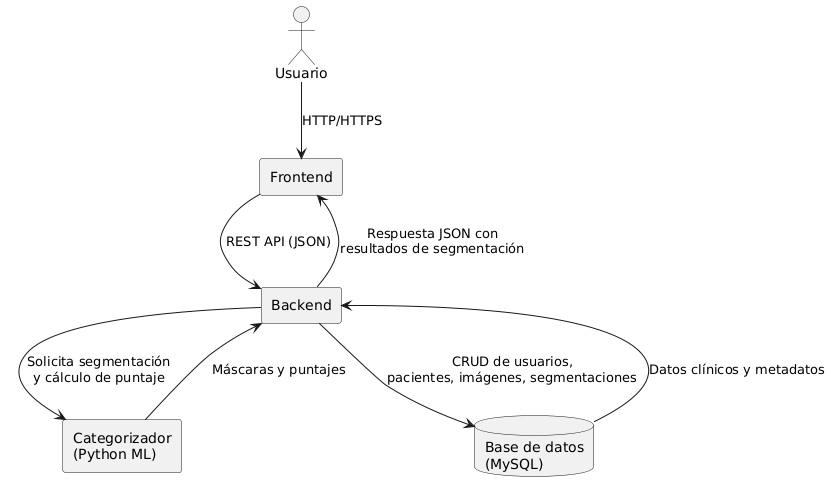 Usuario
HTTP/HTTPS
Frontend
REST API (JSON)
Respuesta JSON con
resultados de segmentación
Backend
Solicita segmentación
y cálculo de puntaje
Máscaras y puntajes
CRUD de usuarios,
pacientes, imágenes, segmentaciones
Datos clínicos y metadatos
Categorizador
(Python ML)
Base de datos
(MySQL)